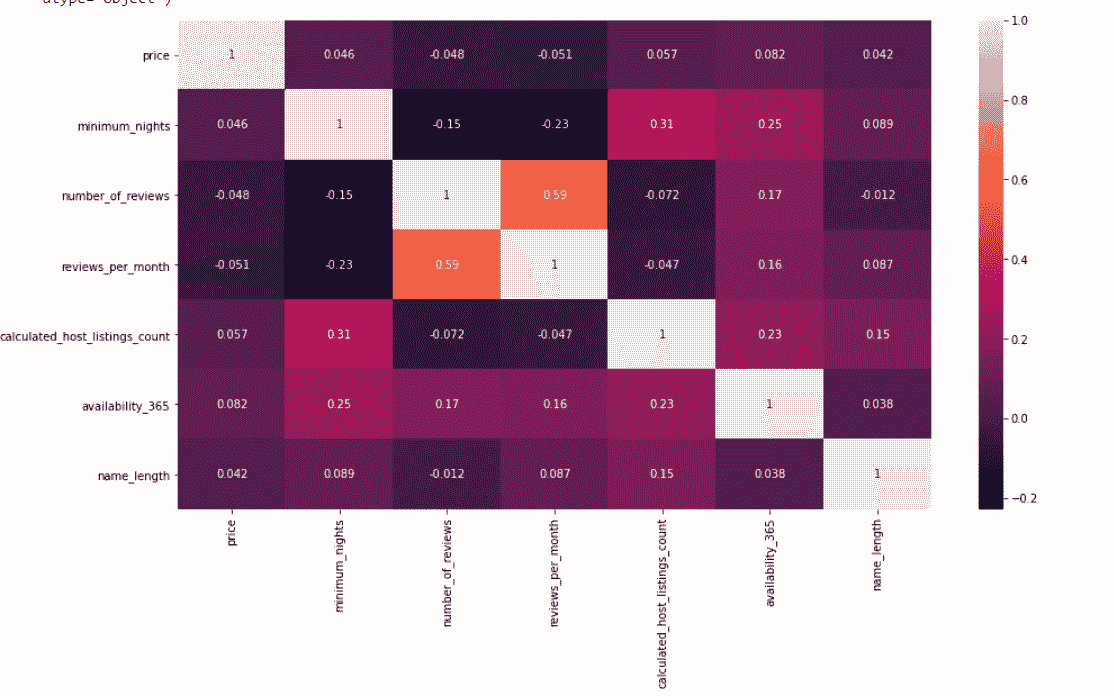 dtype='object')
1.0
price 1 0.046 -0.048 -0.051 0.057 0.082 0.042
0.8
minimum_nights 0.046 1 -0.15 -0.23 0.31 0.25 0.089
0.6
number_of_reviews -0.048 -0.15 1 0.59 -0.072 0.17 -0.012
reviews_per_month -0.051 -0.23 0.59 1 -0.047 0.16 0.087
0.4
calculated_host_listings_count 0.057 0.31 -0.072 -0.047 1 0.23 0.15
0.2
availability_365 0.082 0.25 0.17 0.16 0.23 1 0.038
0.0
name_length 0.042 0.089 -0.012 0.087 0.15 0.038 1
−0.2
price
minimum_nights
number_of_reviews
reviews_per_month
calculated_host_listings_count
availability_365
name_length